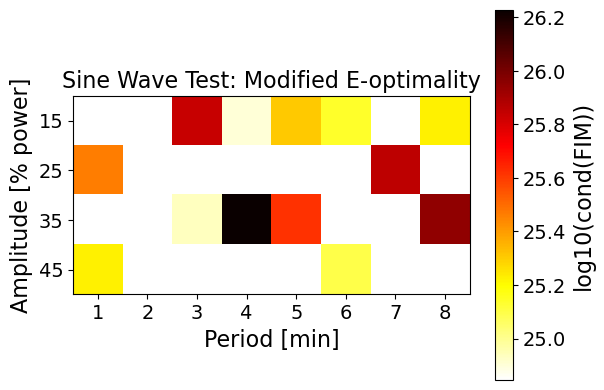 Sine Wave Test: Modified E-optimality
Amplitude [% power]
15
25
35
45
1 2 3 4 5 6 7 8
Period [min]
26.2
26.0
25.8
25.6
25.4
25.2
25.0
log10(cond(FIM))